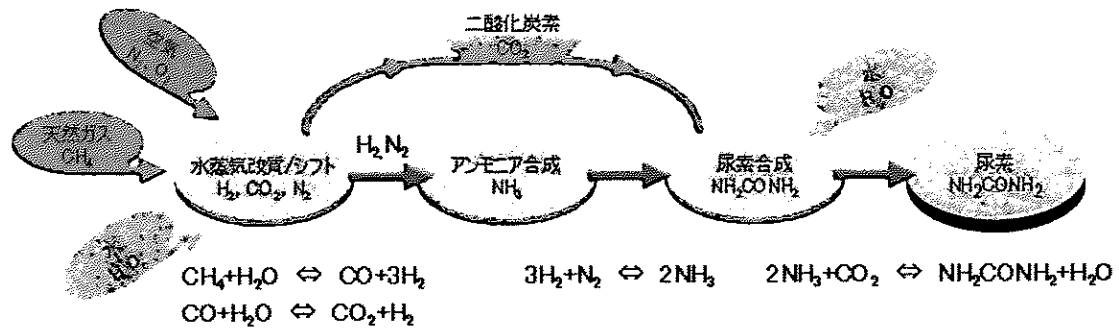 二酸化炭素
CO₂
空気
N₂ O₂
水
H₂O
天然ガス
CH₄
H₂, N₂
水蒸気改質/シフト
H₂, CO₂, N₂
アンモニア合成
NH₃
尿素合成
NH₂CONH₂
尿素
NH₂CONH₂
水
H₂O
CH₄+H₂O ⇔ CO+3H₂
3H₂+N₂ ⇔ 2NH₃
2NH₃+CO₂ ⇔ NH₂CONH₂+H₂O
CO+H₂O ⇔ CO₂+H₂